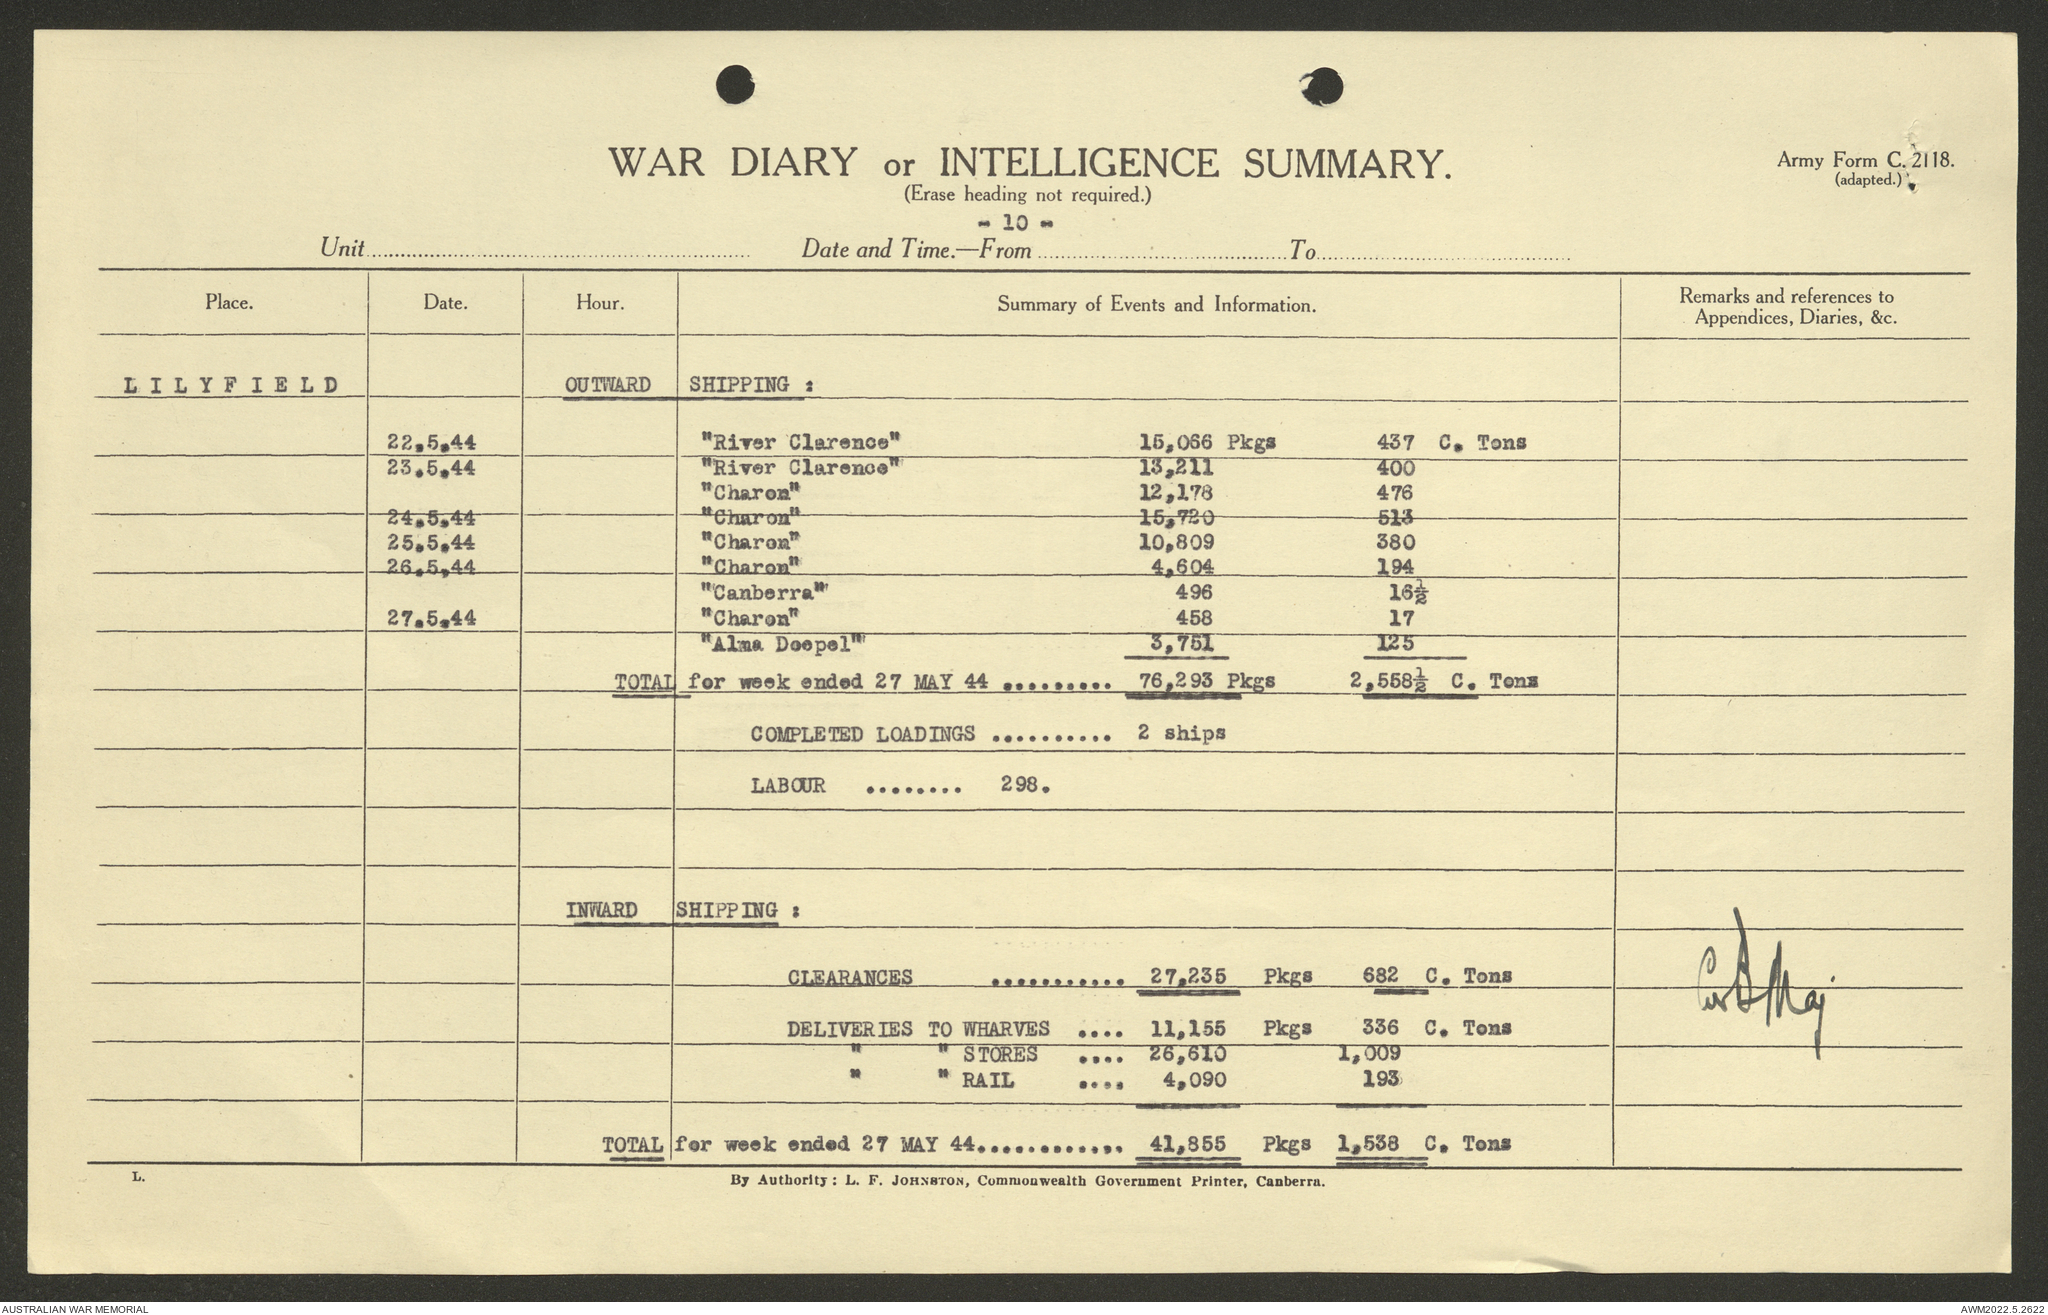 WAR DIARY or INTELLIGENCE SUMMARY.
Army Form C. 2118.
(adapted.)
(Erase heading not required.)
- 10 -
Unit
Date and Time.—From
To
Place. Date. Hour. Summary of Events and Information. Remarks and references to Appendices, Diaries, &c.
LILYFIELD OUTWARD SHIPPING :
22.5.44 "River Clarence" 15,066 Pkgs 437 C. Tons
23.5.44 "River Clarence" 13,211 400
"Charon" 12,178 476
24.5.44 "Charon" 15,720 513
25.5.44 "Charon" 10,809 380
26.5.44 "Charon" 4,604 194
"Canberra" 496 16½
27.5.44 "Charon" 458 17
"Alma Doepel" 3,751 125
TOTAL for week ended 27 MAY 44 ......... 76,293 Pkgs 2,558½ C. Tons
COMPLETED LOADINGS .......... 2 ships
LABOUR ........ 298.
INWARD SHIPPING :
CLEARANCES ........... 27,235 Pkgs 682 C. Tons
DELIVERIES TO WHARVES .... 11,155 Pkgs 336 C. Tons
" " STORES .... 26,610 1,009
" " RAIL .... 4,090 193
TOTAL for week ended 27 MAY 44............ 41,855 Pkgs 1,538 C. Tons
Maj
L.
By Authority: L. F. JOHNSTON, Commonwealth Government Printer, Canberra.
AUSTRALIAN WAR MEMORIAL
AWM2022.5.2622